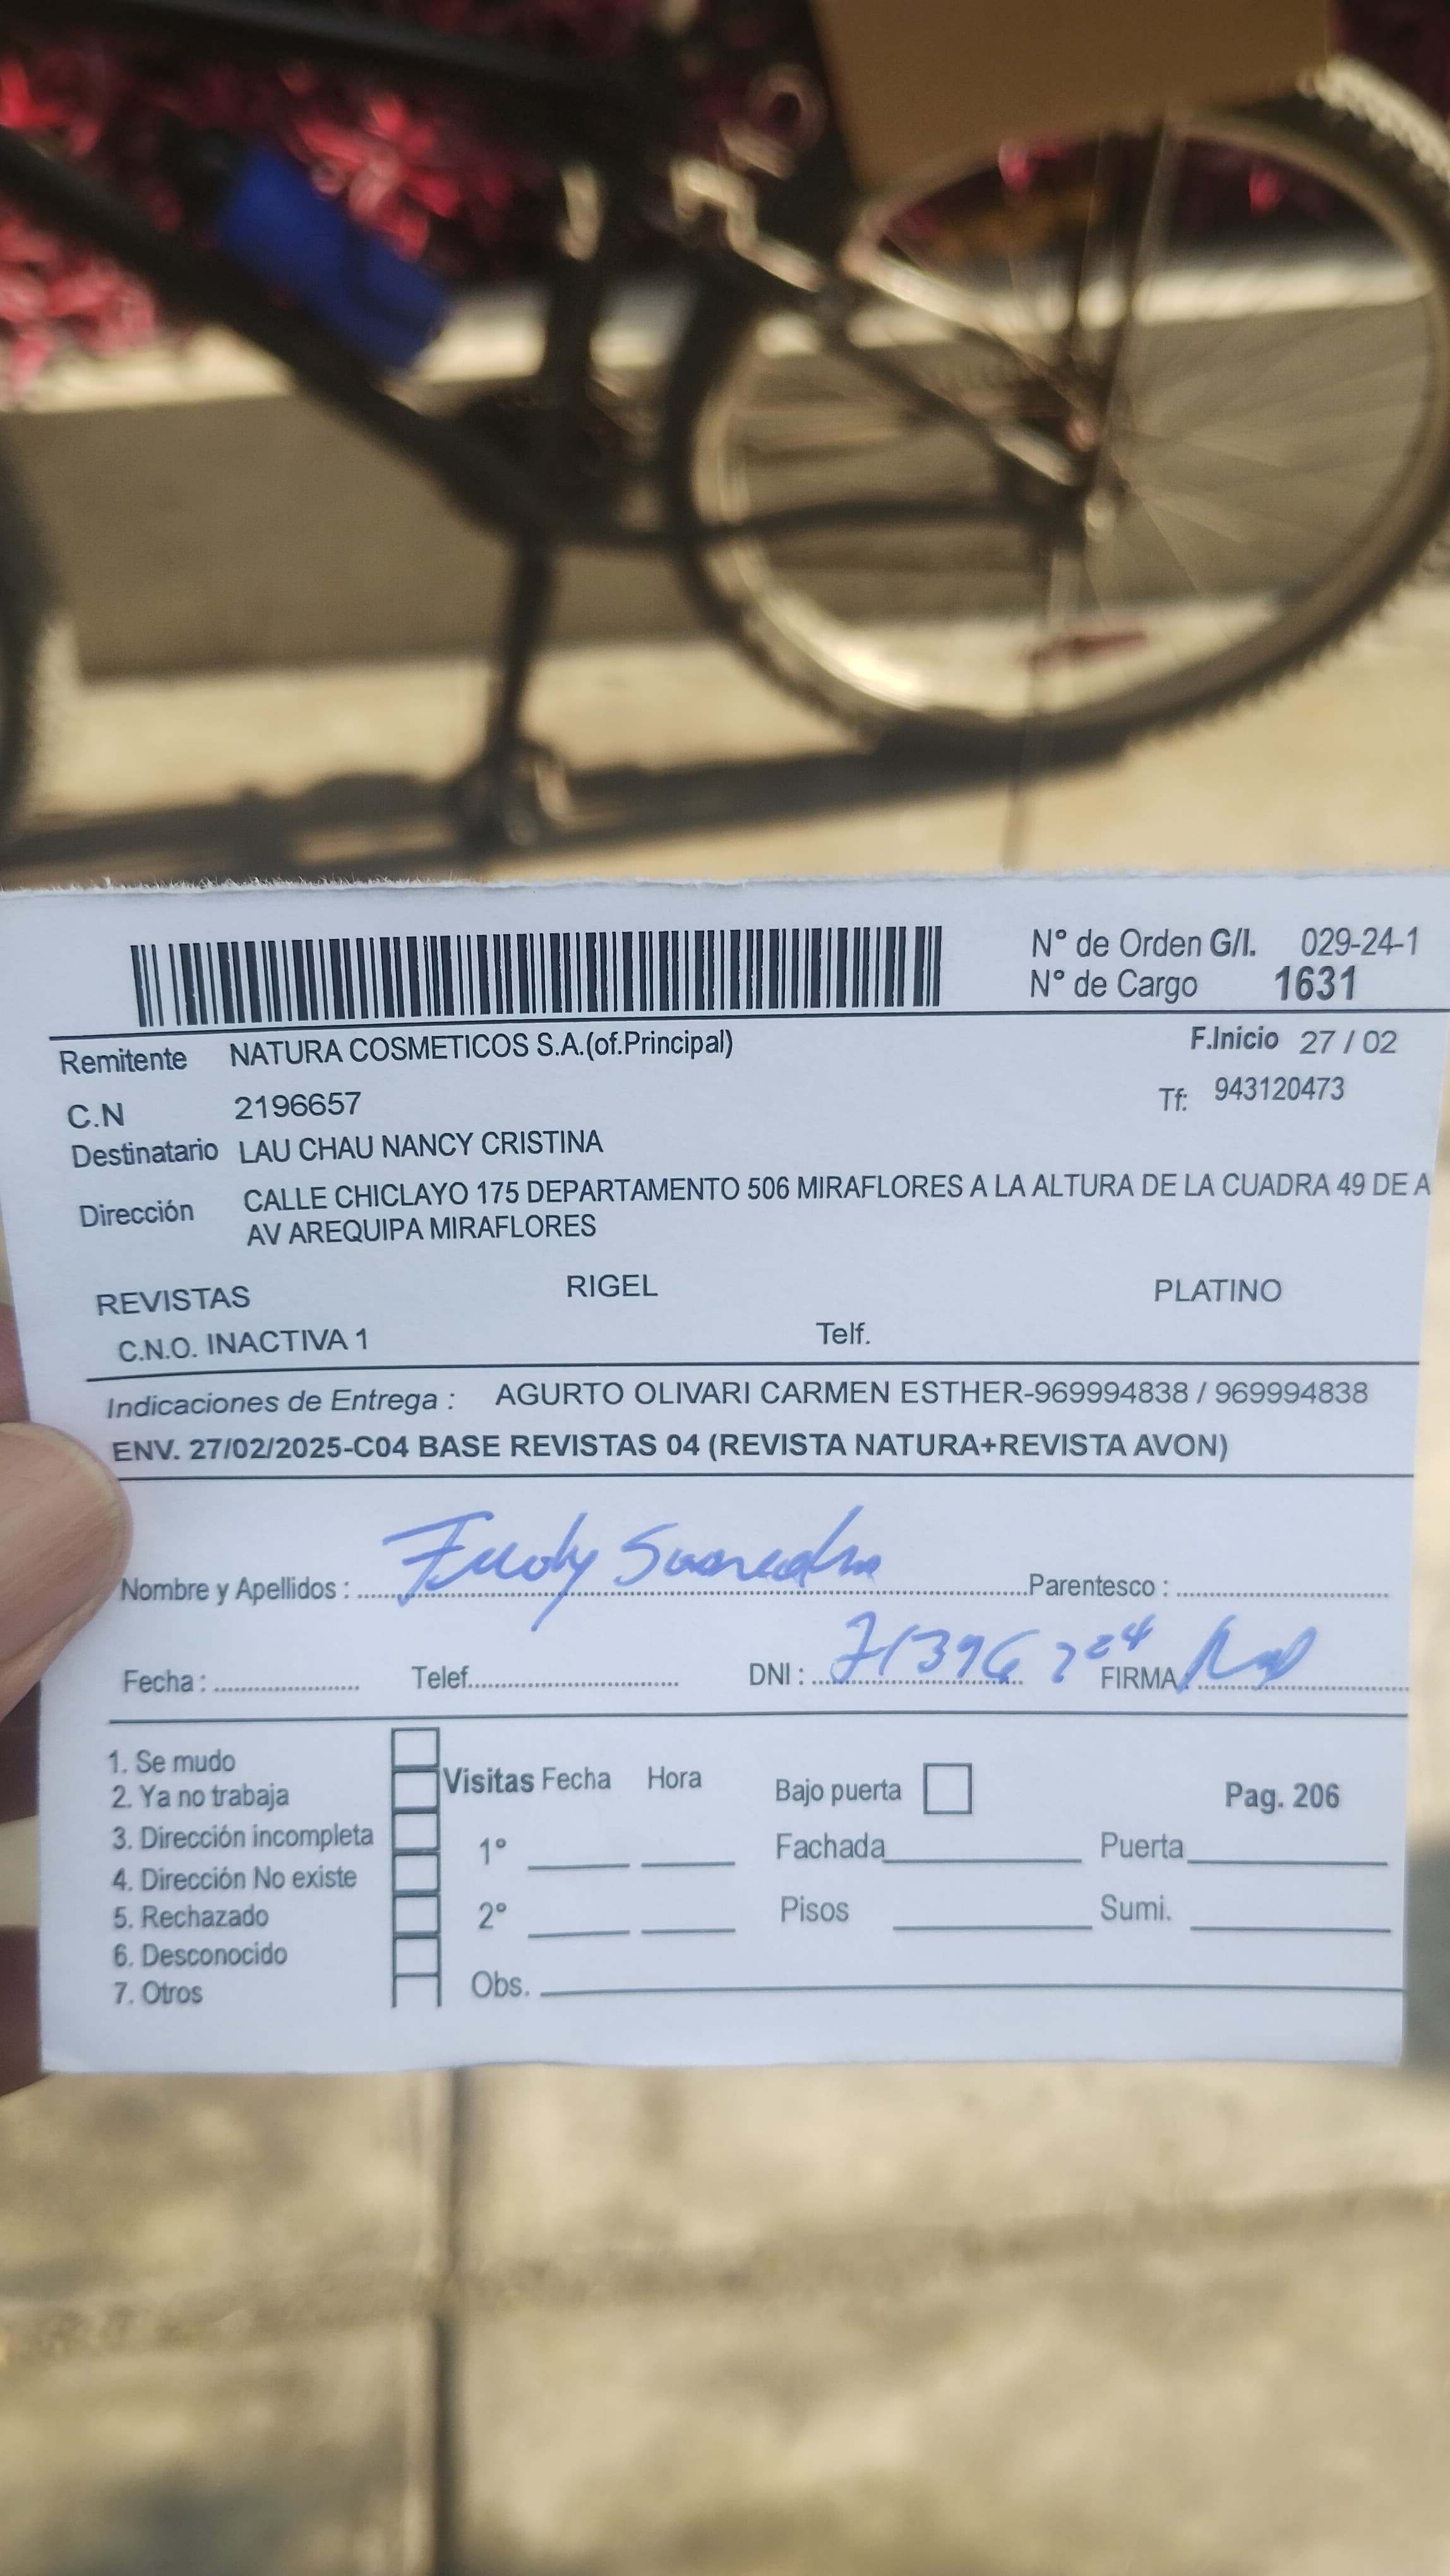 N° de Orden G/I. 029-24-1
N° de Cargo 1631
Remitente NATURA COSMETICOS S.A.(of.Principal) F.Inicio 27 / 02
C.N 2196657 Tf: 943120473
Destinatario LAU CHAU NANCY CRISTINA
Dirección CALLE CHICLAYO 175 DEPARTAMENTO 506 MIRAFLORES A LA ALTURA DE LA CUADRA 49 DE A
AV AREQUIPA MIRAFLORES
REVISTAS RIGEL PLATINO
C.N.O. INACTIVA 1 Telf.
Indicaciones de Entrega : AGURTO OLIVARI CARMEN ESTHER-969994838 / 969994838
ENV. 27/02/2025-C04 BASE REVISTAS 04 (REVISTA NATURA+REVISTA AVON)
Nombre y Apellidos : Parentesco :
Fecha : Telef. DNI : FIRMA :
1. Se mudo
2. Ya no trabaja
3. Dirección incompleta
4. Dirección No existe
5. Rechazado
6. Desconocido
7. Otros
Visitas Fecha Hora
1°
2°
Obs.
Bajo puerta Pag. 206
Fachada Puerta
Pisos Sumi.